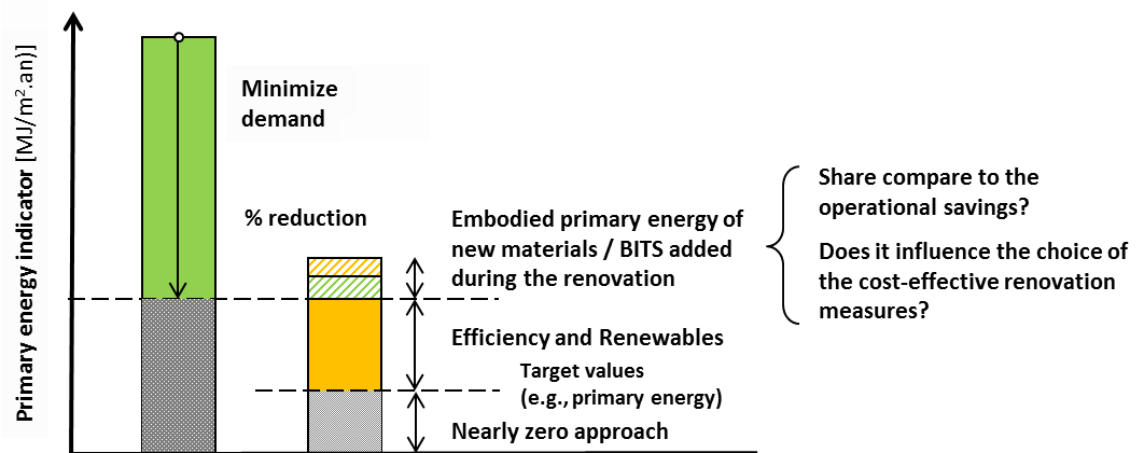 Primary energy indicator [MJ/m².an)]
Minimize
demand
% reduction
Embodied primary energy of
new materials / BITS added
during the renovation
Share compare to the
operational savings?
Does it influence the choice of
the cost-effective renovation
measures?
Efficiency and Renewables
Target values
(e.g., primary energy)
Nearly zero approach